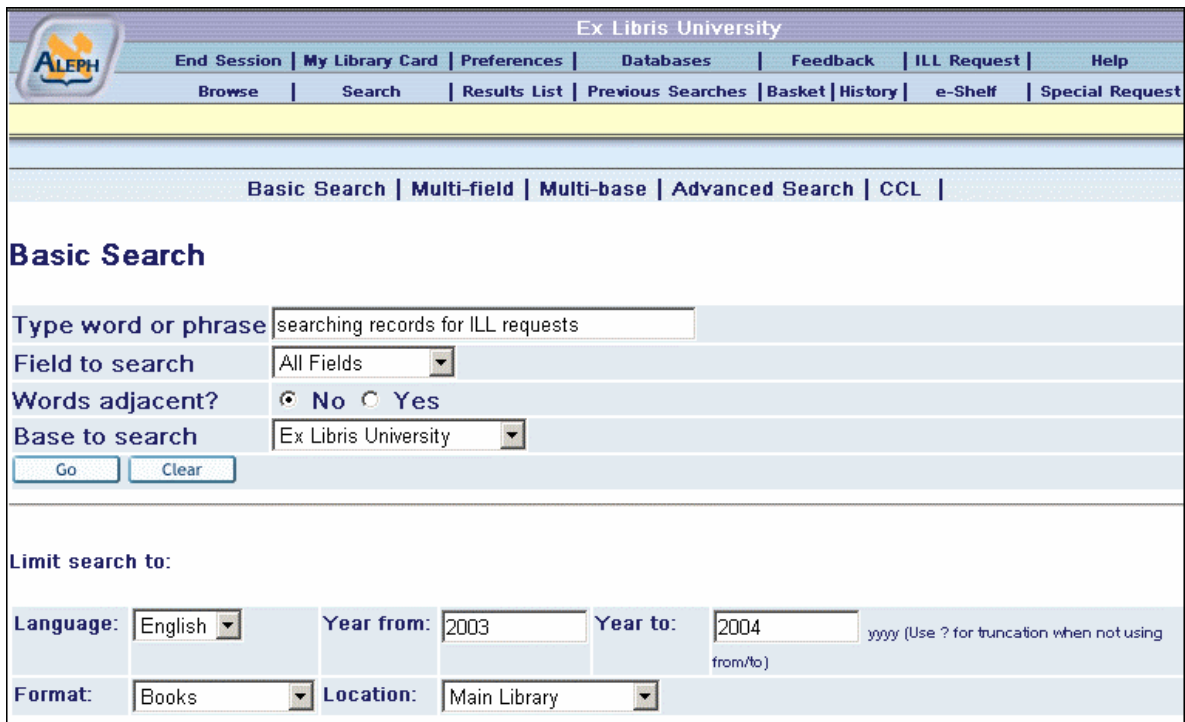 Ex Libris University
ALEPH
End Session | My Library Card | Preferences | Databases | Feedback | ILL Request | Help
Browse | Search | Results List | Previous Searches | Basket | History | e-Shelf | Special Request
Basic Search | Multi-field | Multi-base | Advanced Search | CCL |
Basic Search
Type word or phrase searching records for ILL requests
Field to search All Fields
Words adjacent? No Yes
Base to search Ex Libris University
Go Clear
Limit search to:
Language: English Year from: 2003 Year to: 2004 yyyy (Use ? for truncation when not using
from/to)
Format: Books Location: Main Library